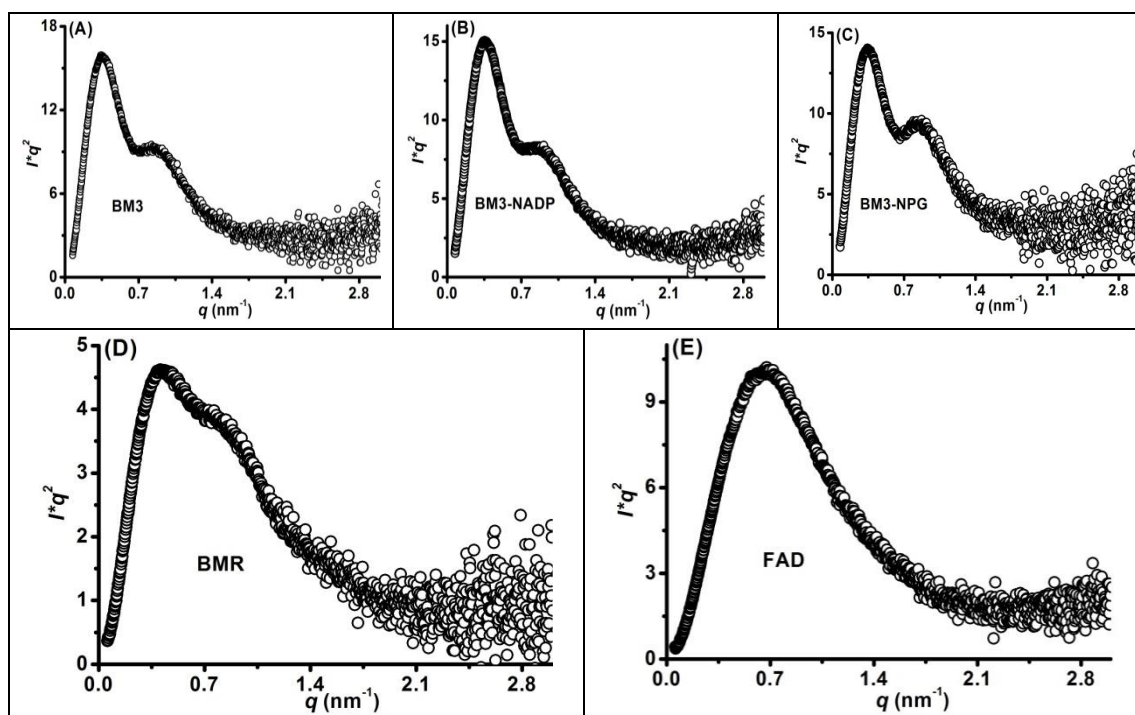 (A)
I*q²
18
12
6
0
BM3
0.0 0.7 1.4 2.1 2.8
q (nm⁻¹)
(B)
I*q²
15
10
5
0
BM3-NADP
0.0 0.7 1.4 2.1 2.8
q (nm⁻¹)
(C)
I*q²
15
10
5
0
BM3-NPG
0.0 0.7 1.4 2.1 2.8
q (nm⁻¹)
(D)
I*q²
5
4
3
2
1
0
BMR
0.0 0.7 1.4 2.1 2.8
q (nm⁻¹)
(E)
I*q²
9
6
3
0
FAD
0.0 0.7 1.4 2.1 2.8
q (nm⁻¹)